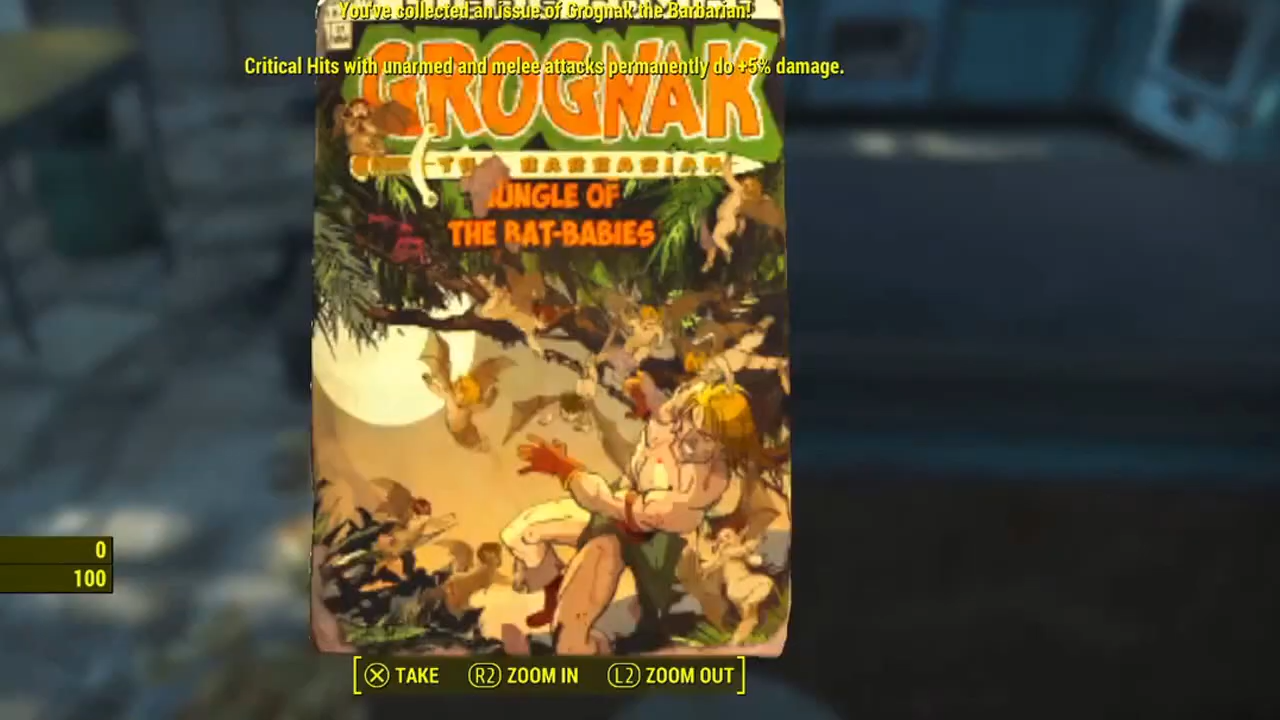 You've collected an issue of Grognak the Barbarian!
GROGNAK
Critical Hits with unarmed and melee attacks permanently do +5% damage.
THE BARBARIAN
JUNGLE OF
THE BAT-BABIES
0
100
[ X TAKE R2 ZOOM IN L2 ZOOM OUT ]